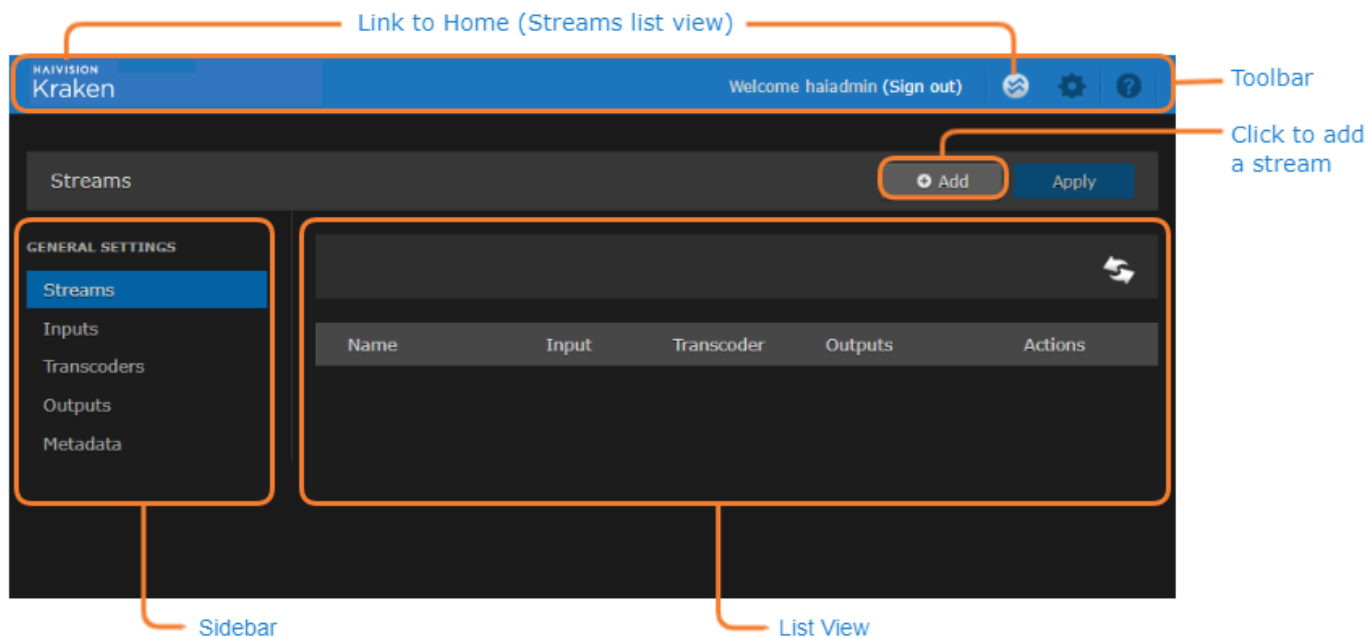 Link to Home (Streams list view)
HAIVISION
Kraken
Welcome haiadmin (Sign out)
?
Toolbar
Click to add
a stream
Streams
Add
Apply
GENERAL SETTINGS
Streams
Inputs
Transcoders
Outputs
Metadata
Name Input Transcoder Outputs Actions
Sidebar
List View